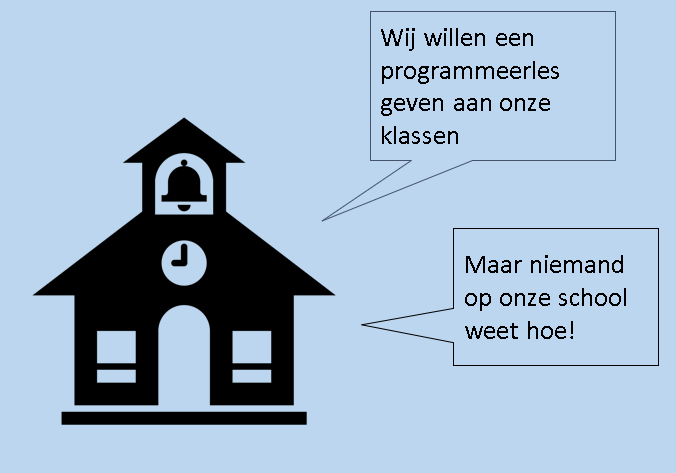 Wij willen een
programmeerles
geven aan onze
klassen
Maar niemand
op onze school
weet hoe!